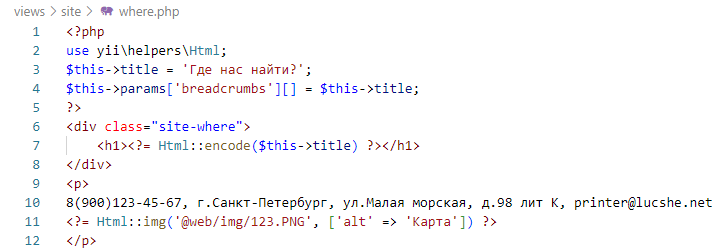 views > site > where.php
1 <?php
2 use yii\helpers\Html;
3 $this->title = 'Где нас найти?';
4 $this->params['breadcrumbs'][] = $this->title;
5 ?>
6 <div class="site-where">
7     <h1><?= Html::encode($this->title) ?></h1>
8 </div>
9 <p>
10 8(900)123-45-67, г.Санкт-Петербург, ул.Малая морская, д.98 лит К, printer@lucshe.net
11 <?= Html::img('@web/img/123.PNG', ['alt' => 'Карта']) ?>
12 </p>